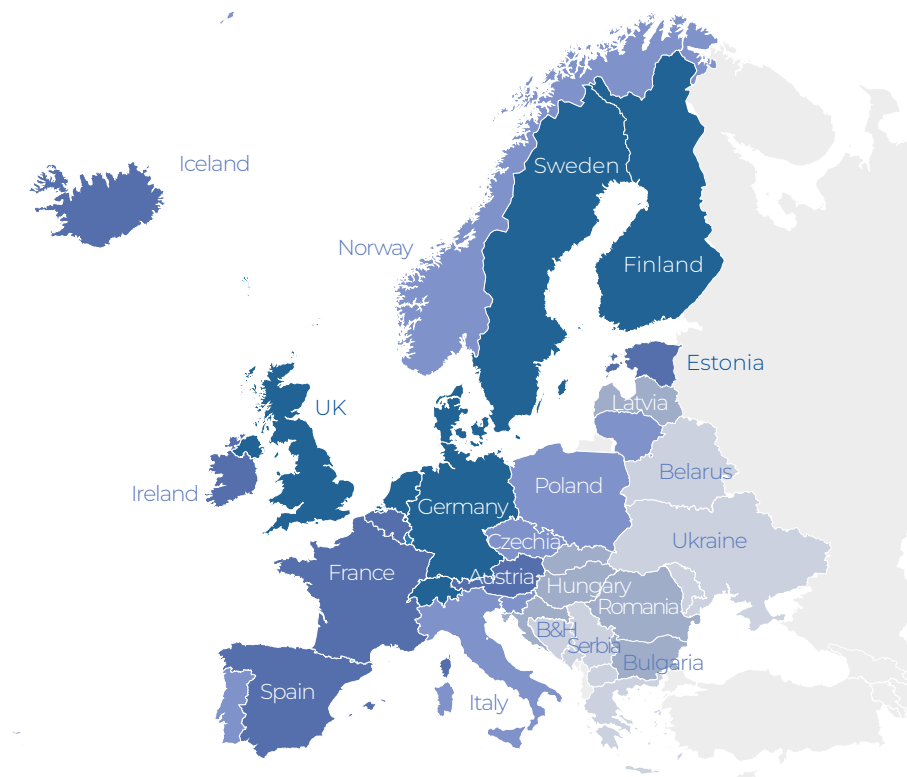 Iceland
Sweden
Norway
Finland
Estonia
UK
Latvia
Belarus
Ireland
Germany
Poland
Czechia
Ukraine
France
Austria
Hungary
Romania
B&H
Serbia
Bulgaria
Spain
Italy